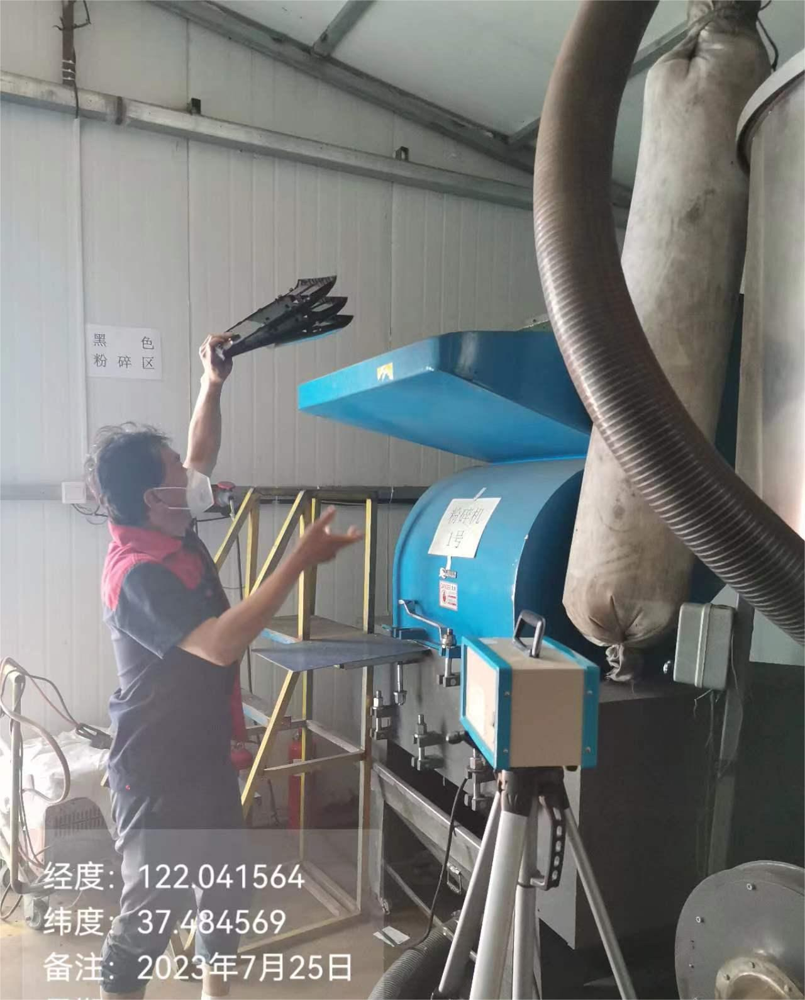 黑 色
粉 碎 区
粉碎机
1号
DANGER
经度：122.041564
纬度：37.484569
备注：2023年7月25日